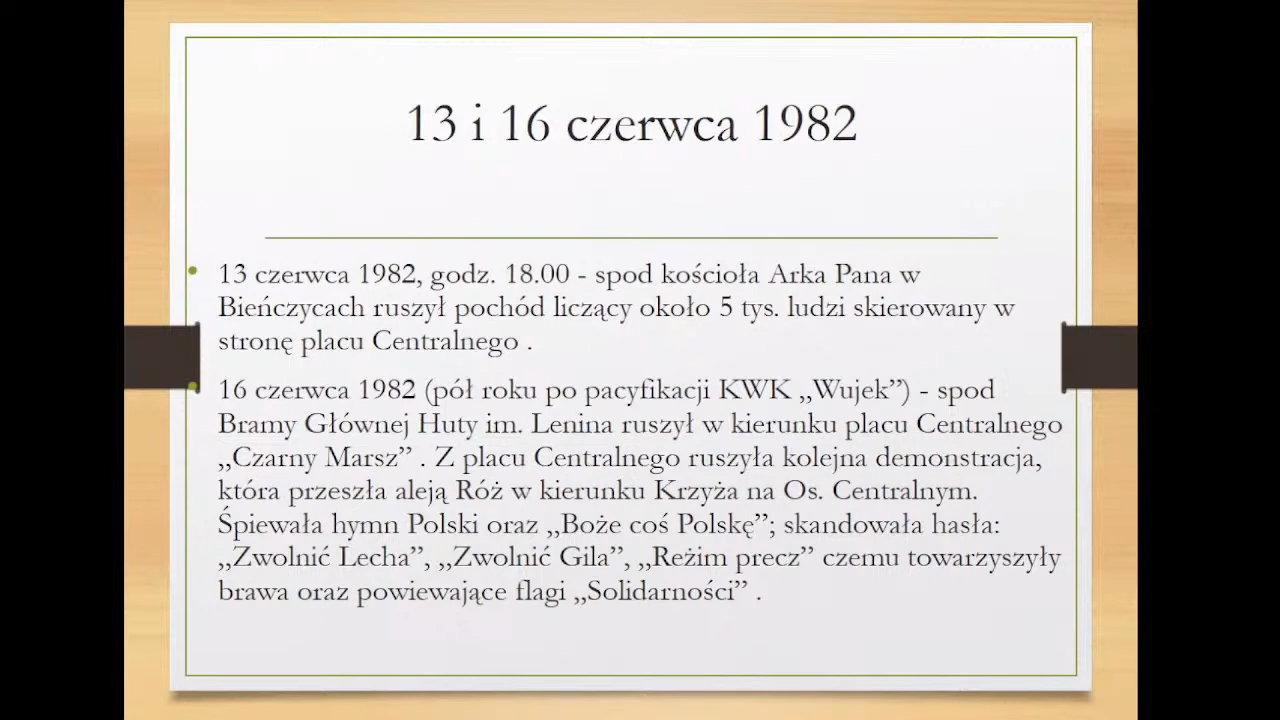 13 i 16 czerwca 1982
• 13 czerwca 1982, godz. 18.00 - spod kościoła Arka Pana w
Bieńczycach ruszył pochód liczący około 5 tys. ludzi skierowany w
stronę placu Centralnego .
• 16 czerwca 1982 (pół roku po pacyfikacji KWK „Wujek”) - spod
Bramy Głównej Huty im. Lenina ruszył w kierunku placu Centralnego
„Czarny Marsz” . Z placu Centralnego ruszyła kolejna demonstracja,
która przeszła aleją Róż w kierunku Krzyża na Os. Centralnym.
Śpiewała hymn Polski oraz „Boże coś Polskę”; skandowała hasła:
„Zwolnić Lecha”, „Zwolnić Gila”, „Reżim precz” czemu towarzyszyły
brawa oraz powiewające flagi „Solidarności” .